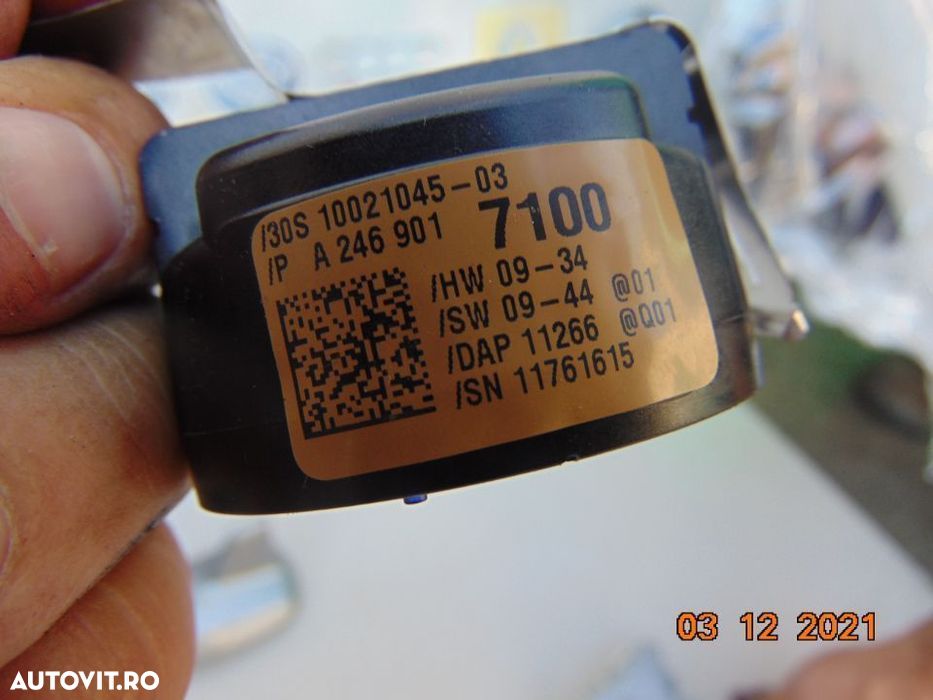 /30S 10021045-03
/P A 246 901 7100
/HW 09-34
/SW 09-44 @01
/DAP 11266 @Q01
/SN 11761615
03 12 2021
AUTOVIT.RO